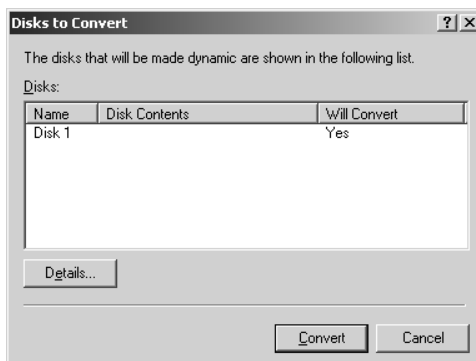 Disks to Convert
The disks that will be made dynamic are shown in the following list.
Disks:
Name Disk Contents Will Convert
Disk 1 Yes
Details...
Convert Cancel